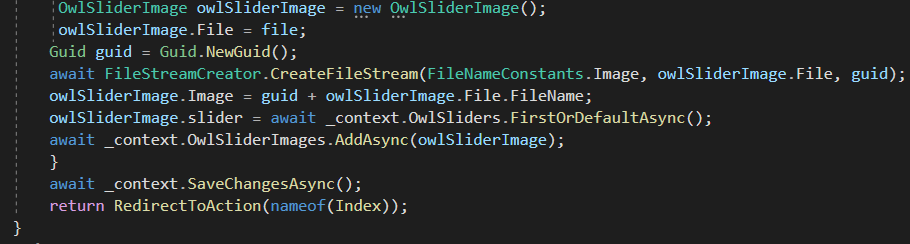 OwlSliderImage owlSliderImage = new OwlSliderImage();
owlSliderImage.File = file;
Guid guid = Guid.NewGuid();
await FileStreamCreator.CreateFileStream(FileNameConstants.Image, owlSliderImage.File, guid);
owlSliderImage.Image = guid + owlSliderImage.File.FileName;
owlSliderImage.slider = await _context.OwlSliders.FirstOrDefaultAsync();
await _context.OwlSliderImages.AddAsync(owlSliderImage);
}
await _context.SaveChangesAsync();
return RedirectToAction(nameof(Index));
}